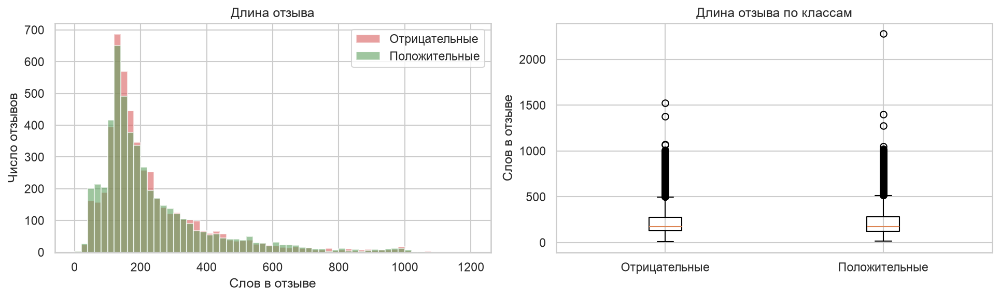 Длина отзыва
Число отзывов
700
600
500
400
300
200
100
0
Отрицательные
Положительные
0 200 400 600 800 1000 1200
Слов в отзыве
Длина отзыва по классам
Слов в отзыве
2000
1500
1000
500
0
Отрицательные Положительные